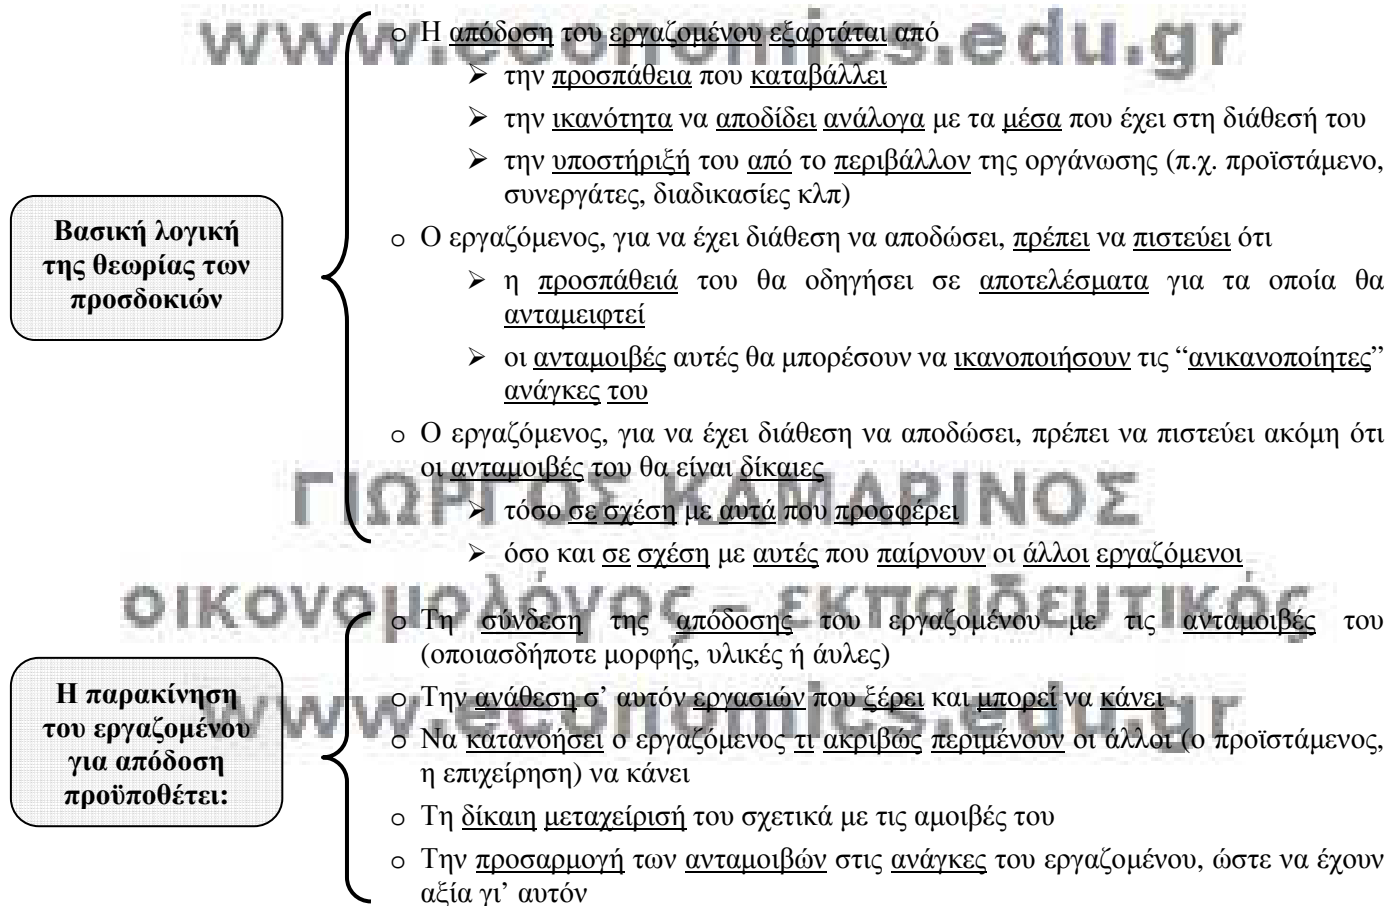 www.economics.edu.gr
o Η απόδοση του εργαζομένου εξαρτάται από
➢ την προσπάθεια που καταβάλλει
➢ την ικανότητα να αποδίδει ανάλογα με τα μέσα που έχει στη διάθεσή του
➢ την υποστήριξή του από το περιβάλλον της οργάνωσης (π.χ. προϊστάμενο,
συνεργάτες, διαδικασίες κλπ)
Βασική λογική
της θεωρίας των
προσδοκιών
o Ο εργαζόμενος, για να έχει διάθεση να αποδώσει, πρέπει να πιστεύει ότι
➢ η προσπάθειά του θα οδηγήσει σε αποτελέσματα για τα οποία θα
ανταμειφτεί
➢ οι ανταμοιβές αυτές θα μπορέσουν να ικανοποιήσουν τις “ανικανοποίητες”
ανάγκες του
o Ο εργαζόμενος, για να έχει διάθεση να αποδώσει, πρέπει να πιστεύει ακόμη ότι
οι ανταμοιβές του θα είναι δίκαιες
ΓΙΩΡΓΟΣ ΚΑΜΑΡΙΝΟΣ
➢ τόσο σε σχέση με αυτά που προσφέρει
➢ όσο και σε σχέση με αυτές που παίρνουν οι άλλοι εργαζόμενοι
οικονομολόγος – εκπαιδευτικός
o Τη σύνδεση της απόδοσης του εργαζομένου με τις ανταμοιβές του
(οποιασδήποτε μορφής, υλικές ή άυλες)
Η παρακίνηση
του εργαζομένου
για απόδοση
προϋποθέτει:
o Την ανάθεση σ’ αυτόν εργασιών που ξέρει και μπορεί να κάνει
www.economics.edu.gr
o Να κατανοήσει ο εργαζόμενος τι ακριβώς περιμένουν οι άλλοι (ο προϊστάμενος,
η επιχείρηση) να κάνει
o Τη δίκαιη μεταχείρισή του σχετικά με τις αμοιβές του
o Την προσαρμογή των ανταμοιβών στις ανάγκες του εργαζομένου, ώστε να έχουν
αξία γι’ αυτόν